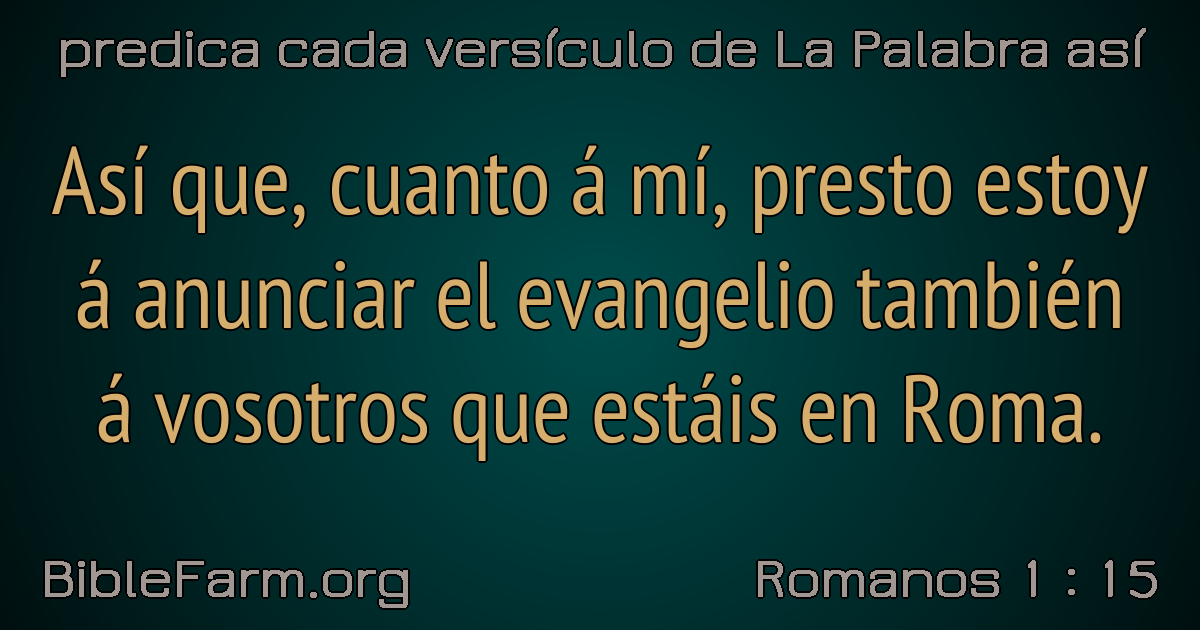 predica cada versículo de La Palabra así
Así que, cuanto á mí, presto estoy
á anunciar el evangelio también
á vosotros que estáis en Roma.
BibleFarm.org
Romanos 1 : 15